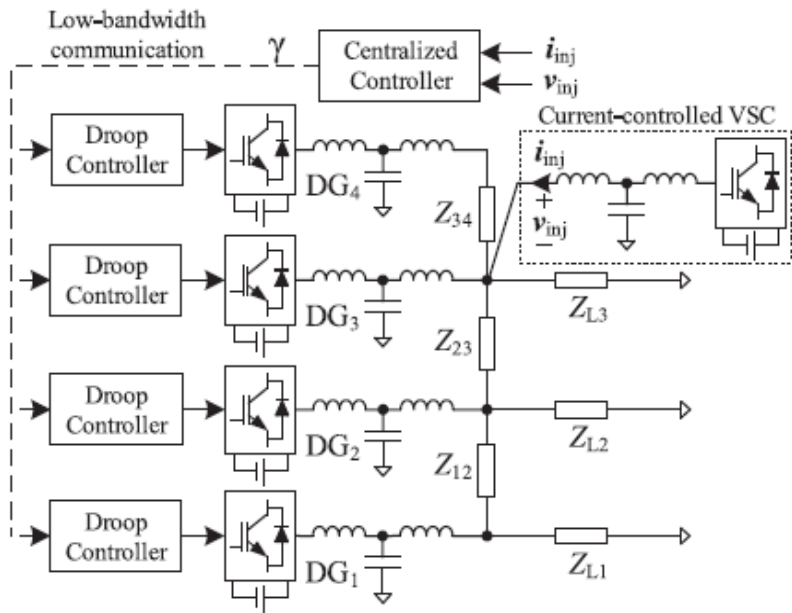 Low-bandwidth
communication
γ
Centralized
Controller
i_inj
v_inj
Current-controlled VSC
Droop
Controller
DG4
Z34
i_inj
+
v_inj
−
Droop
Controller
DG3
Z23
ZL3
Droop
Controller
DG2
Z12
ZL2
Droop
Controller
DG1
ZL1